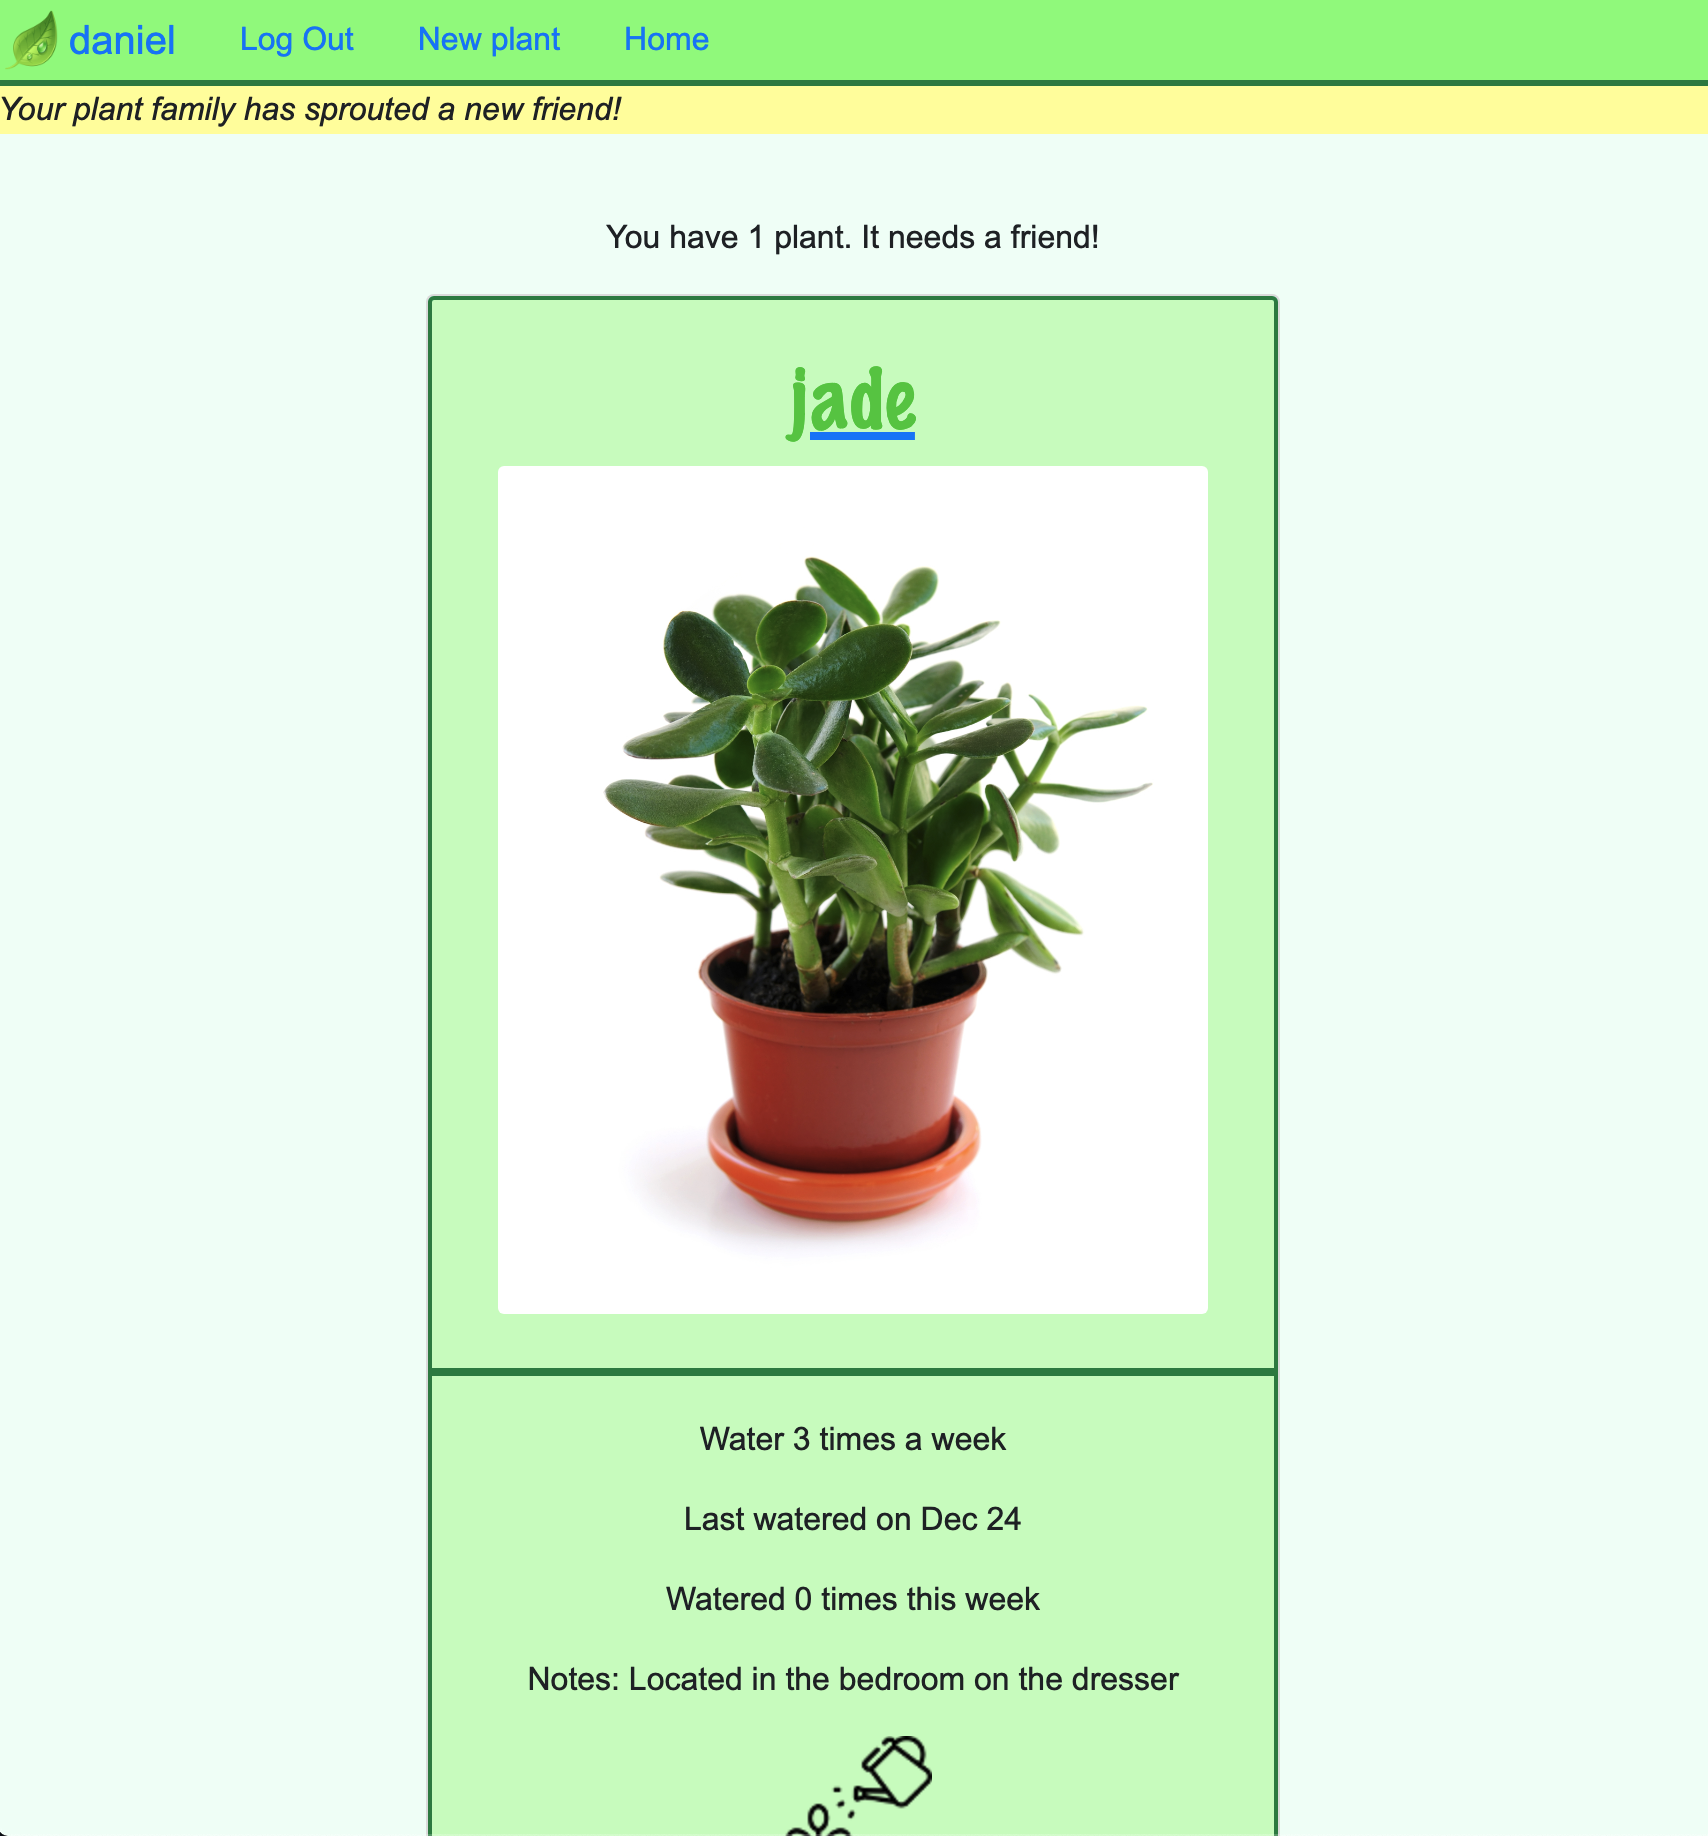 daniel Log Out New plant Home
Your plant family has sprouted a new friend!
You have 1 plant. It needs a friend!
jade
Water 3 times a week
Last watered on Dec 24
Watered 0 times this week
Notes: Located in the bedroom on the dresser